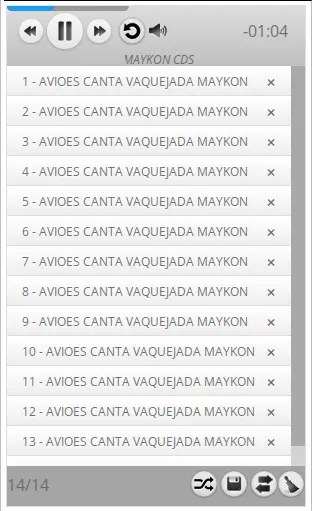 -01:04
MAYKON CDS
1 - AVIOES CANTA VAQUEJADA MAYKON ×
2 - AVIOES CANTA VAQUEJADA MAYKON ×
3 - AVIOES CANTA VAQUEJADA MAYKON ×
4 - AVIOES CANTA VAQUEJADA MAYKON ×
5 - AVIOES CANTA VAQUEJADA MAYKON ×
6 - AVIOES CANTA VAQUEJADA MAYKON ×
7 - AVIOES CANTA VAQUEJADA MAYKON ×
8 - AVIOES CANTA VAQUEJADA MAYKON ×
9 - AVIOES CANTA VAQUEJADA MAYKON ×
10 - AVIOES CANTA VAQUEJADA MAYKON ×
11 - AVIOES CANTA VAQUEJADA MAYKON ×
12 - AVIOES CANTA VAQUEJADA MAYKON ×
13 - AVIOES CANTA VAQUEJADA MAYKON ×
14/14